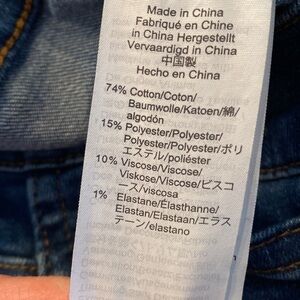 Made in China
Fabriqué en Chine
in China Hergestellt
Vervaardigd in China
中国製
Hecho en China
74% Cotton/Coton/
Baumwolle/Katoen/綿/
algodón
15% Polyester/Polyester/
Polyester/Polyester/ポリ
エステル/poliéster
10% Viscose/Viscose/
Viskose/Viscose/ビスコ
ース/viscosa
1% Elastane/Élasthanne/
Elastan/Elastaan/エラス
テーン/elastano